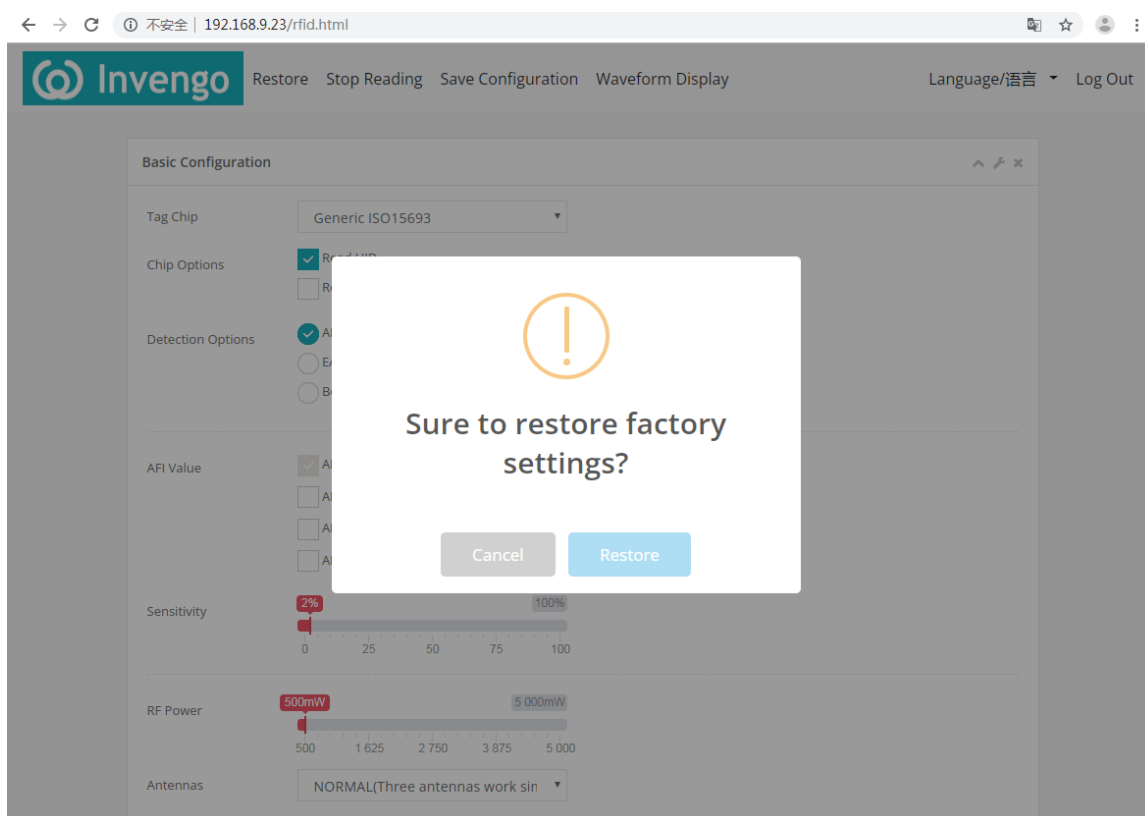 不安全 | 192.168.9.23/rfid.html
Invengo Restore Stop Reading Save Configuration Waveform Display Language/语言 Log Out
Basic Configuration
Tag Chip Generic ISO15693
Chip Options
Detection Options
Sure to restore factory
settings?
AFI Value
Cancel Restore
Sensitivity 2% 100%
0 25 50 75 100
RF Power 500mW 5 000mW
500 1 625 2 750 3 875 5 000
Antennas NORMAL(Three antennas work sin